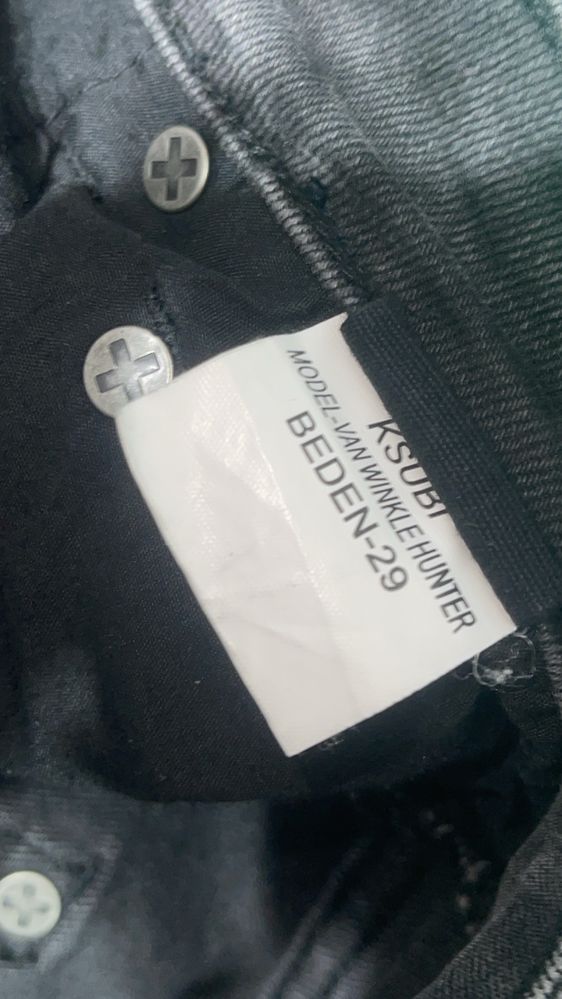 KSUBI
MODEL-VAN WINKLE HUNTER
BEDEN-29